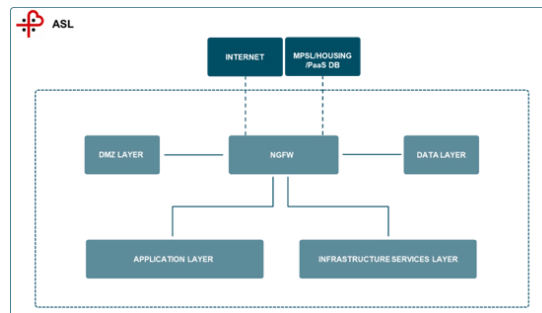 ASL
INTERNET
MPSL/HOUSING
/PaaS DB
DMZ LAYER
NGFW
DATA LAYER
APPLICATION LAYER
INFRASTRUCTURE SERVICES LAYER